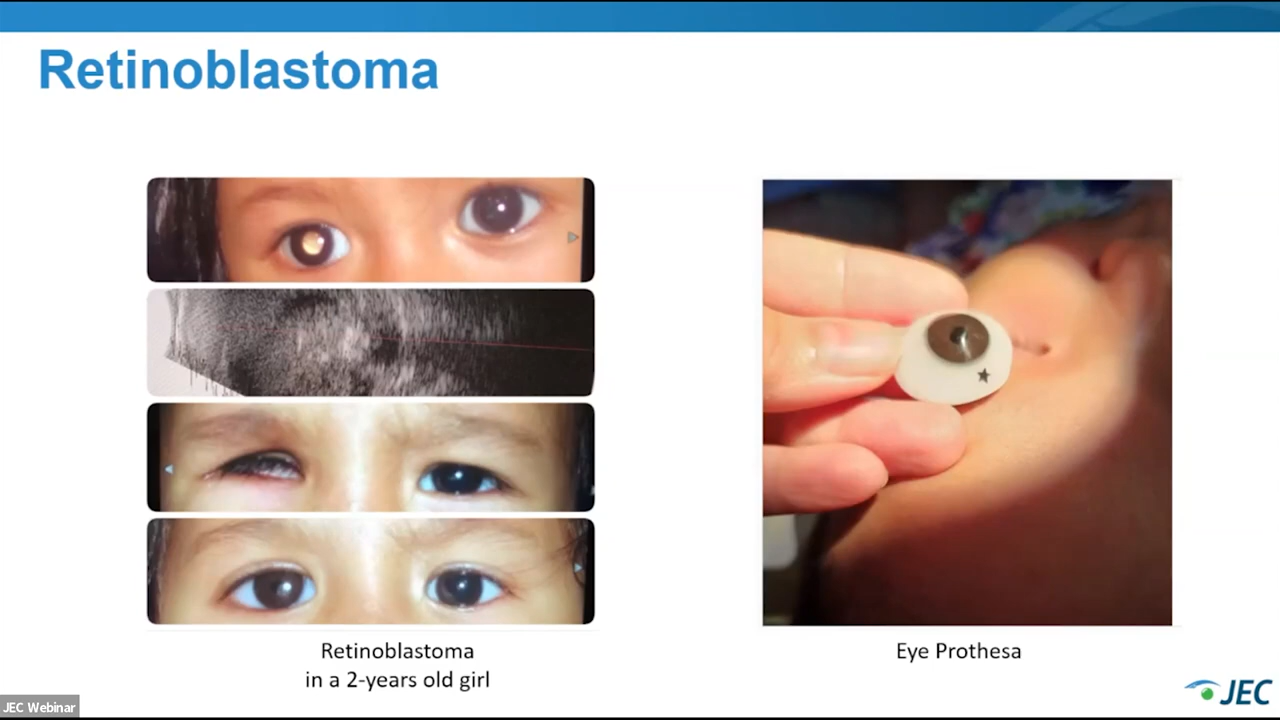 Retinoblastoma
Retinoblastoma
in a 2-years old girl
Eye Prothesa
JEC Webinar
JEC